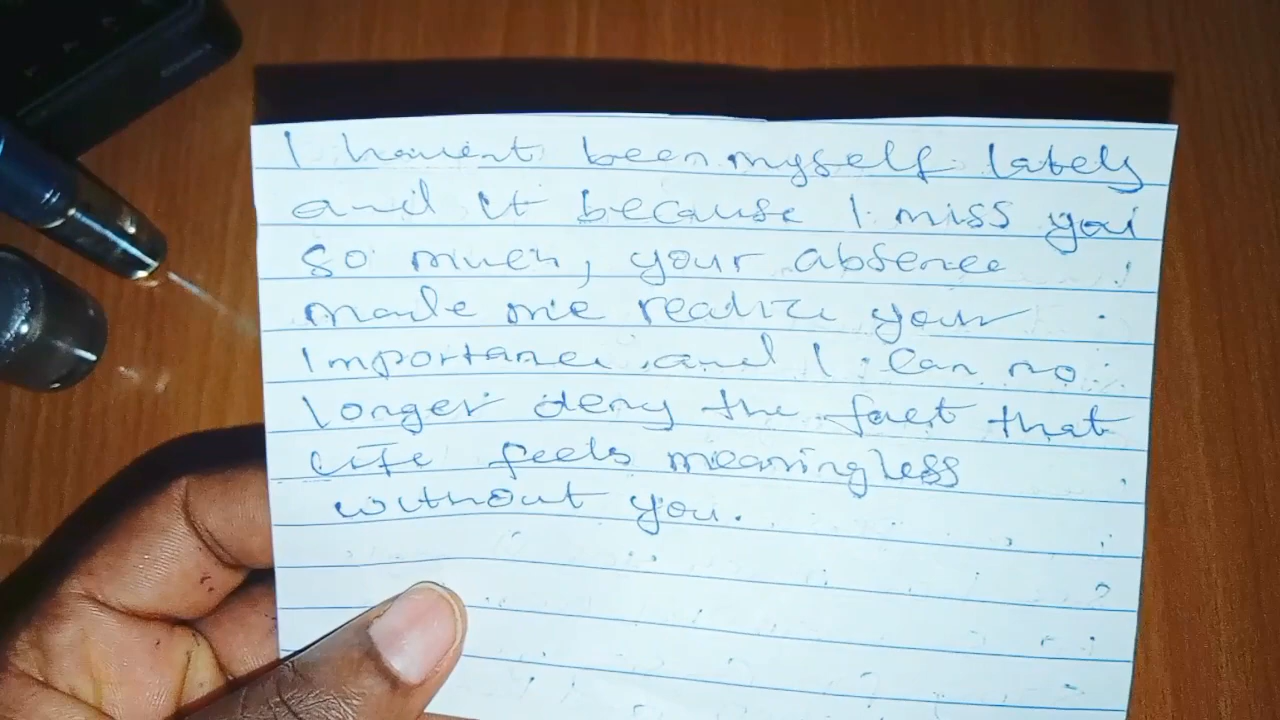 I havent been myself lately
and it because I miss you
so much, your absence
made me realize your
importance and I can no
longer deny the fact that
life feels meaningless
without you.